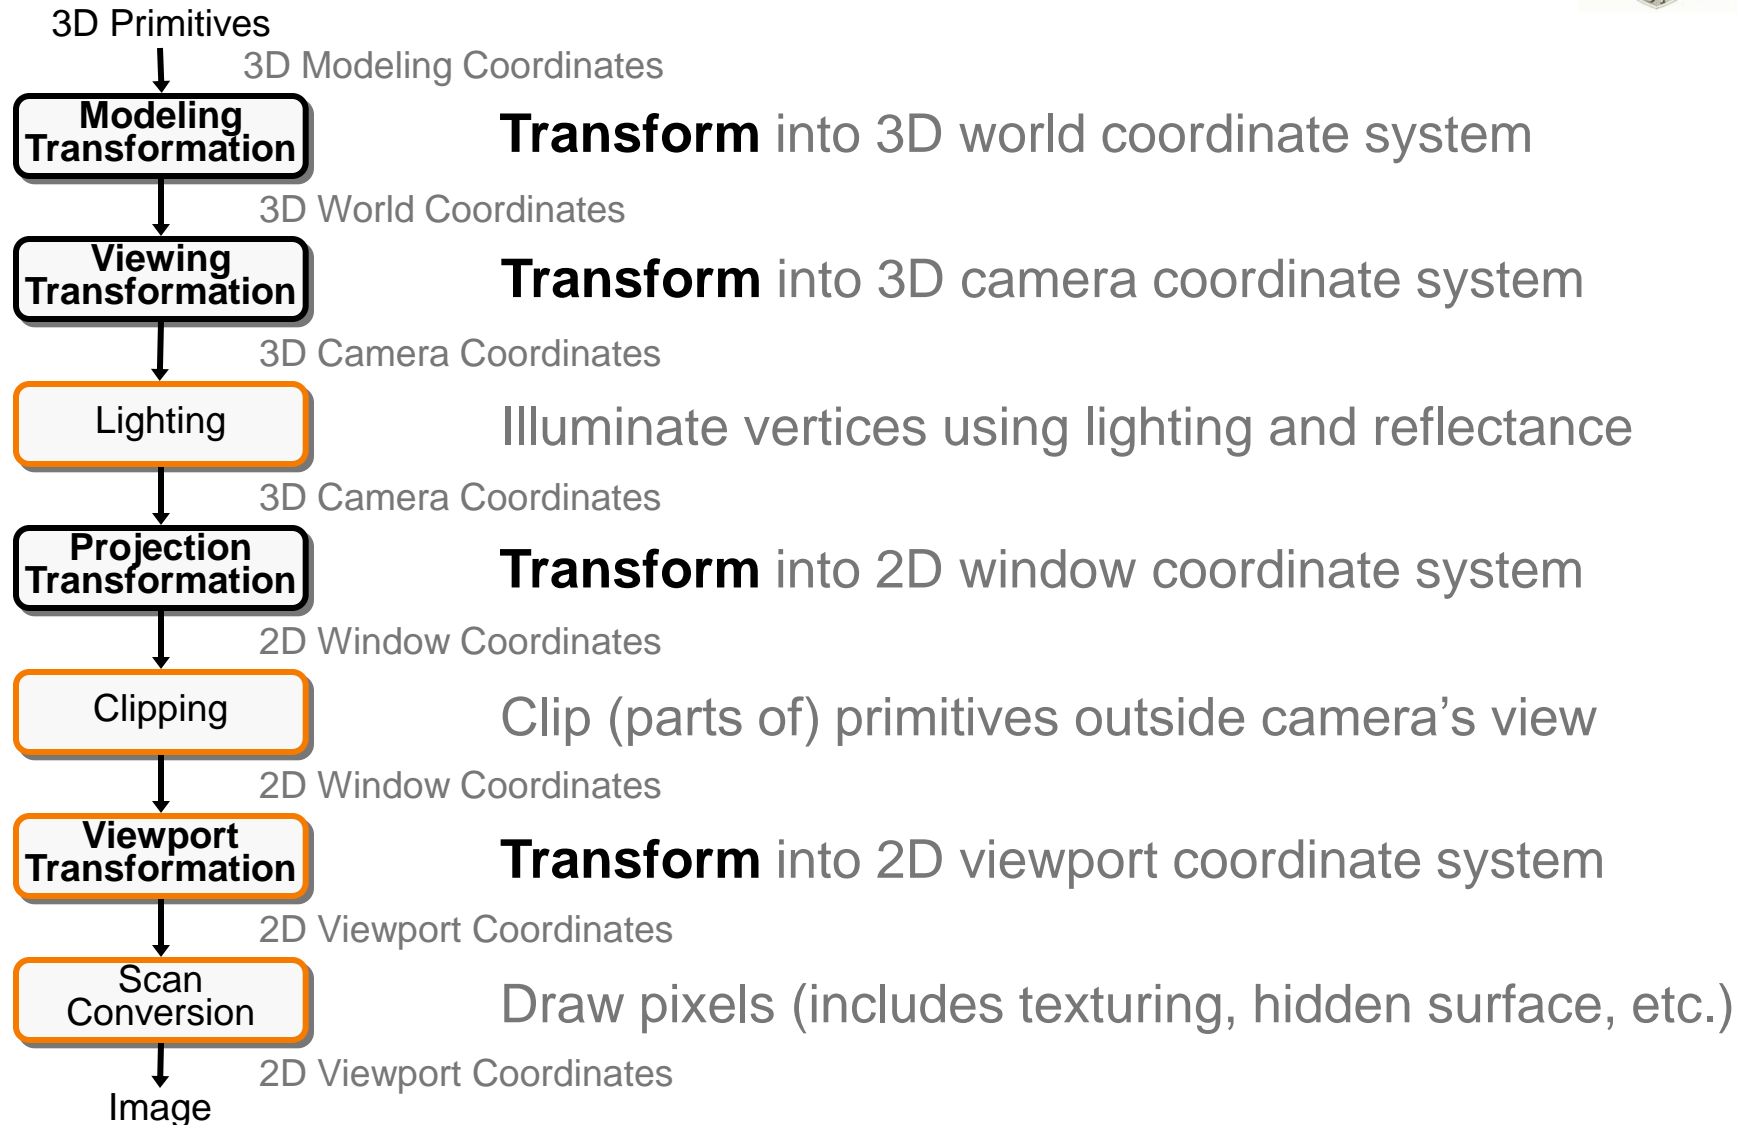 3D Primitives
3D Modeling Coordinates
Modeling
Transformation
Transform into 3D world coordinate system
3D World Coordinates
Viewing
Transformation
Transform into 3D camera coordinate system
3D Camera Coordinates
Lighting
Illuminate vertices using lighting and reflectance
3D Camera Coordinates
Projection
Transformation
Transform into 2D window coordinate system
2D Window Coordinates
Clipping
Clip (parts of) primitives outside camera’s view
2D Window Coordinates
Viewport
Transformation
Transform into 2D viewport coordinate system
2D Viewport Coordinates
Scan
Conversion
Draw pixels (includes texturing, hidden surface, etc.)
2D Viewport Coordinates
Image